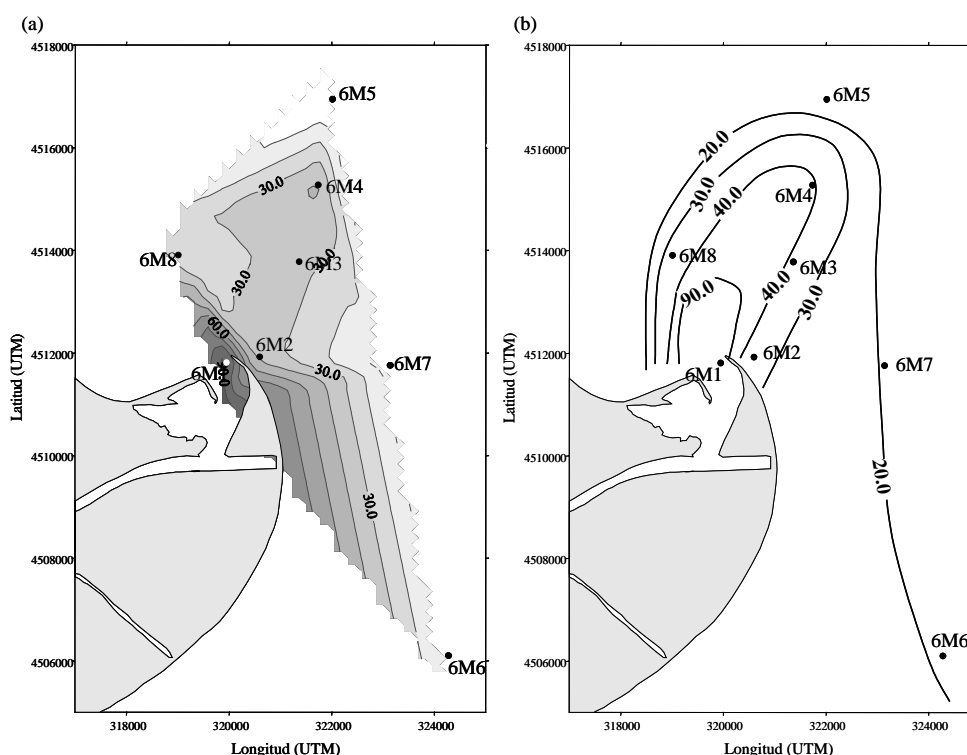 (a)
(b)
4518000
4516000
4514000
4512000
4510000
4508000
4506000
Latitud (UTM)
318000
320000
322000
324000
Longitud (UTM)
6M5
30.0
6M4
6M3
6M8
30.0
60.0
6M2
30.0
6M7
30.0
6M6
4518000
4516000
4514000
4512000
4510000
4508000
4506000
Latitud (UTM)
318000
320000
322000
324000
Longitud (UTM)
6M5
20.0
30.0
40.0
6M4
6M8
6M3
90.0
40.0
30.0
6M2
6M1
6M7
20.0
6M6